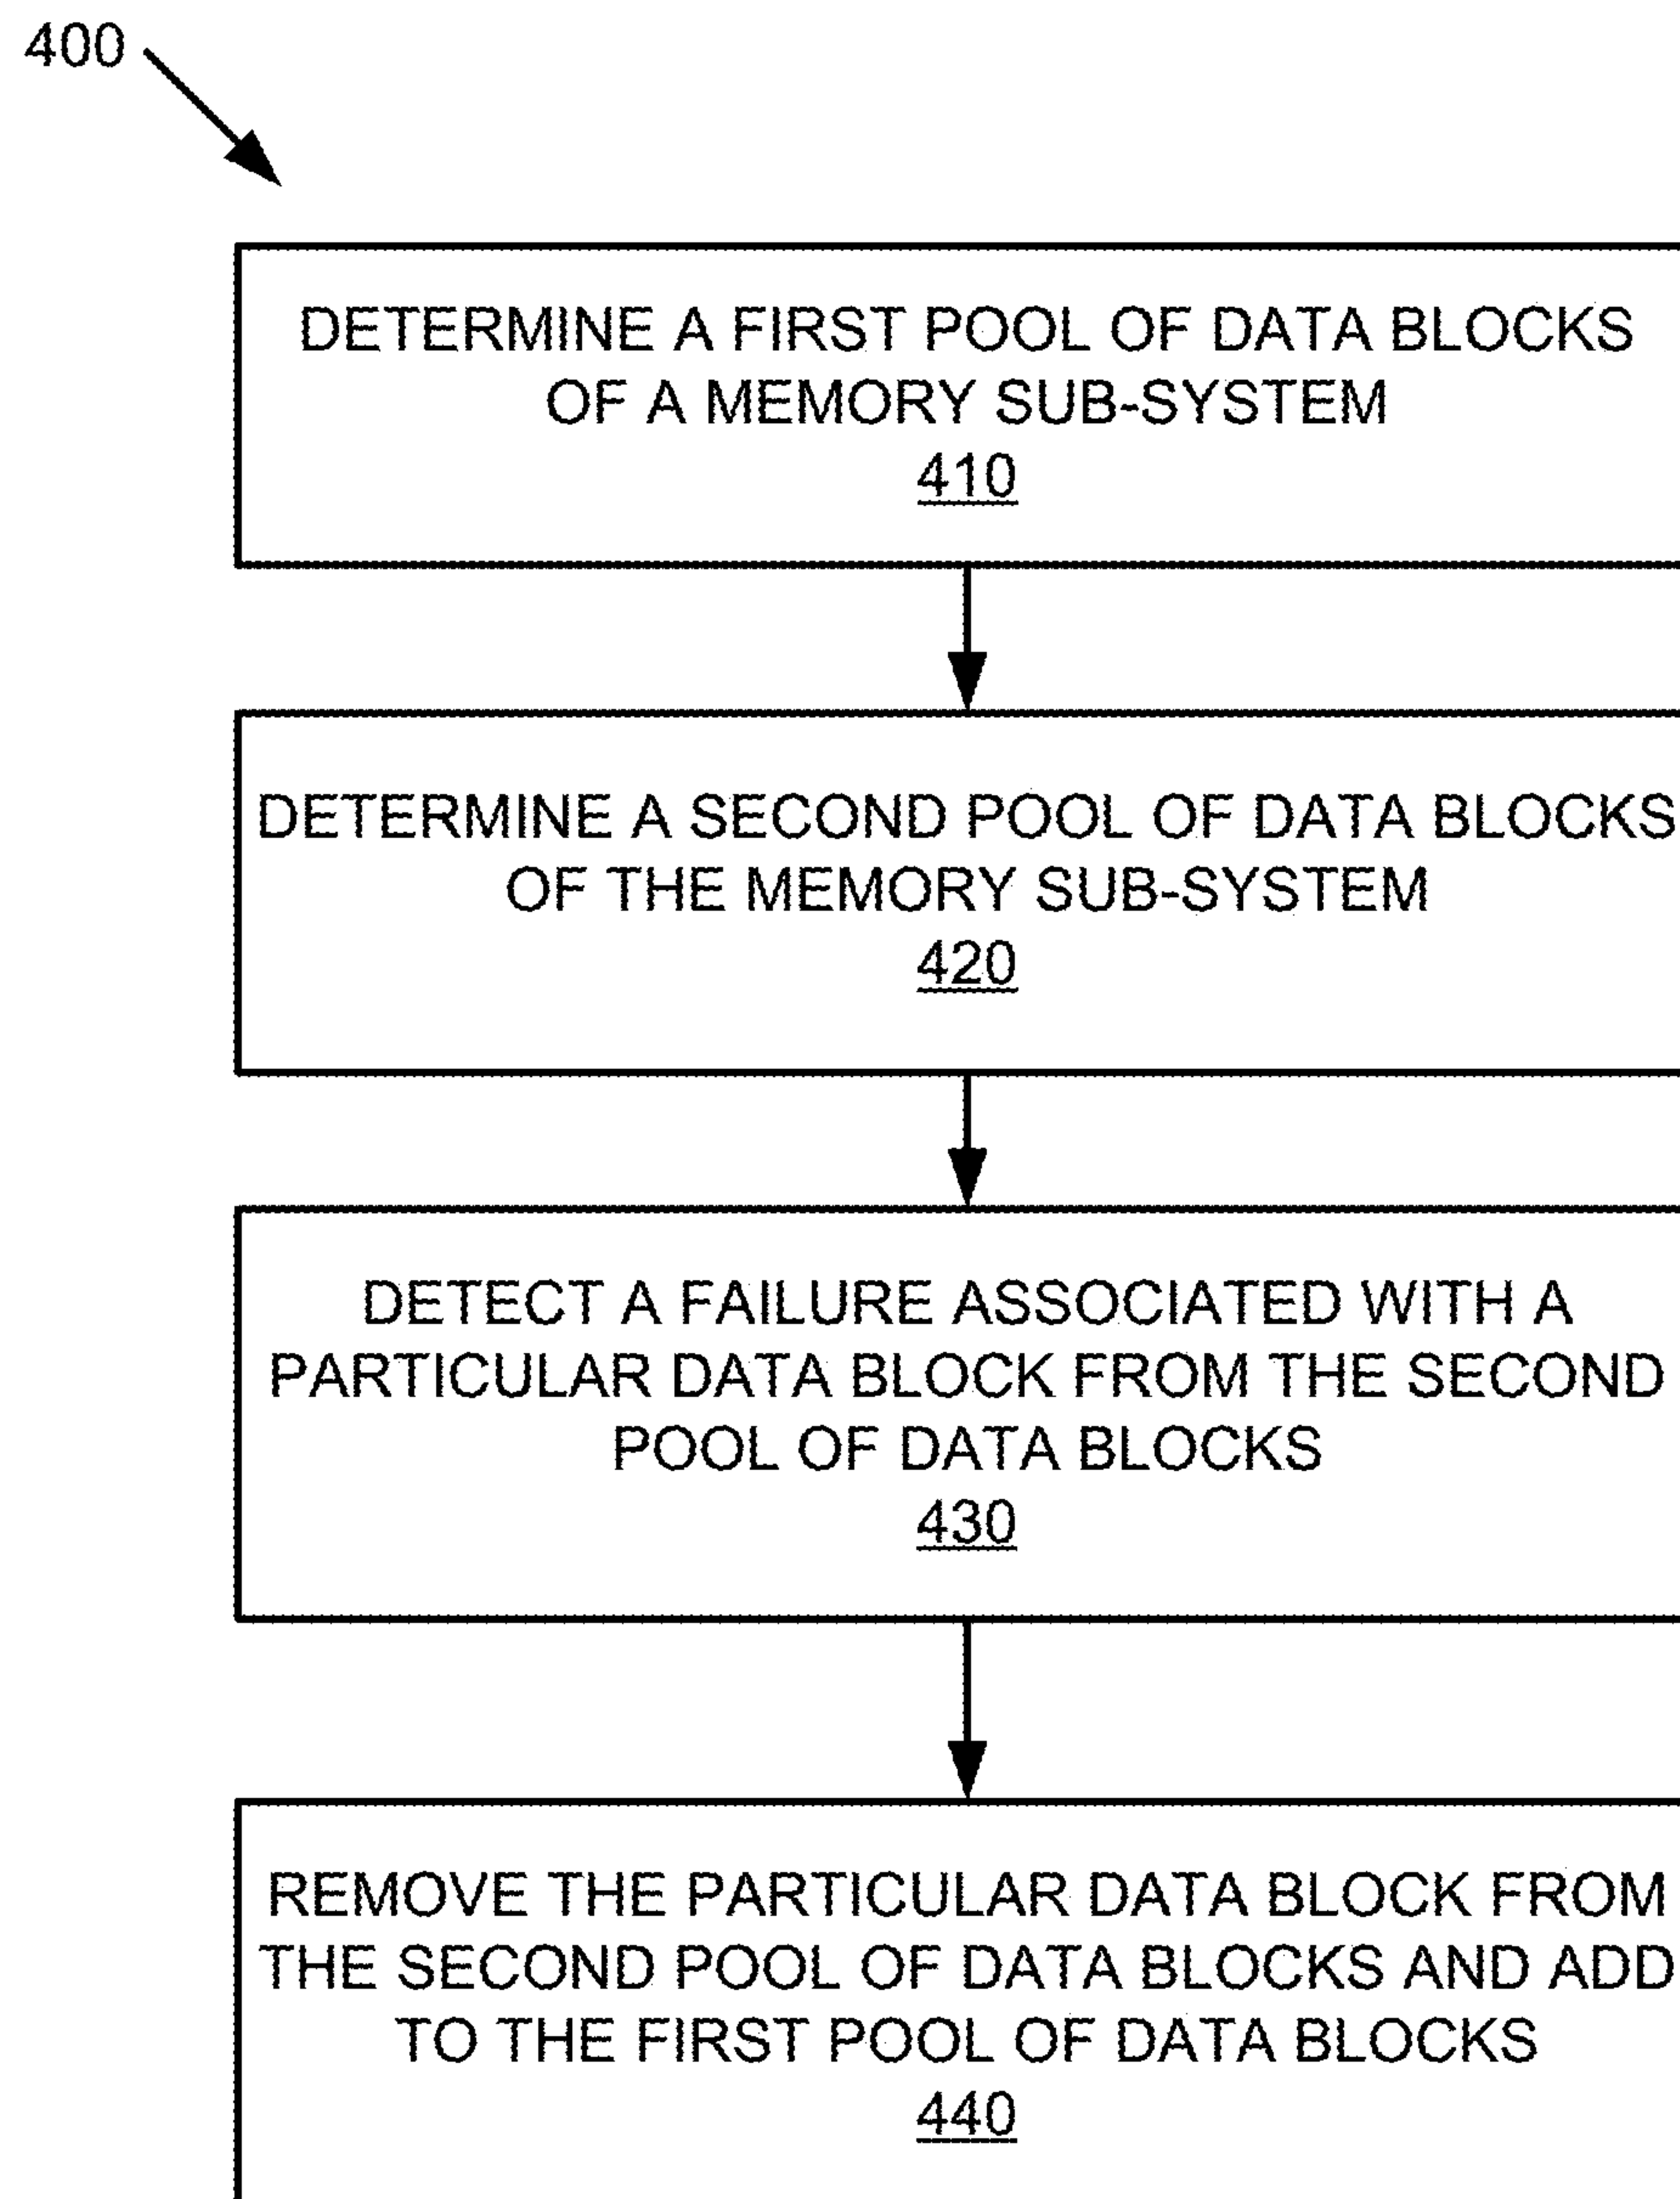 400
DETERMINE A FIRST POOL OF DATA BLOCKS
OF A MEMORY SUB-SYSTEM
410
DETERMINE A SECOND POOL OF DATA BLOCKS
OF THE MEMORY SUB-SYSTEM
420
DETECT A FAILURE ASSOCIATED WITH A
PARTICULAR DATA BLOCK FROM THE SECOND
POOL OF DATA BLOCKS
430
REMOVE THE PARTICULAR DATA BLOCK FROM
THE SECOND POOL OF DATA BLOCKS AND ADD
TO THE FIRST POOL OF DATA BLOCKS
440